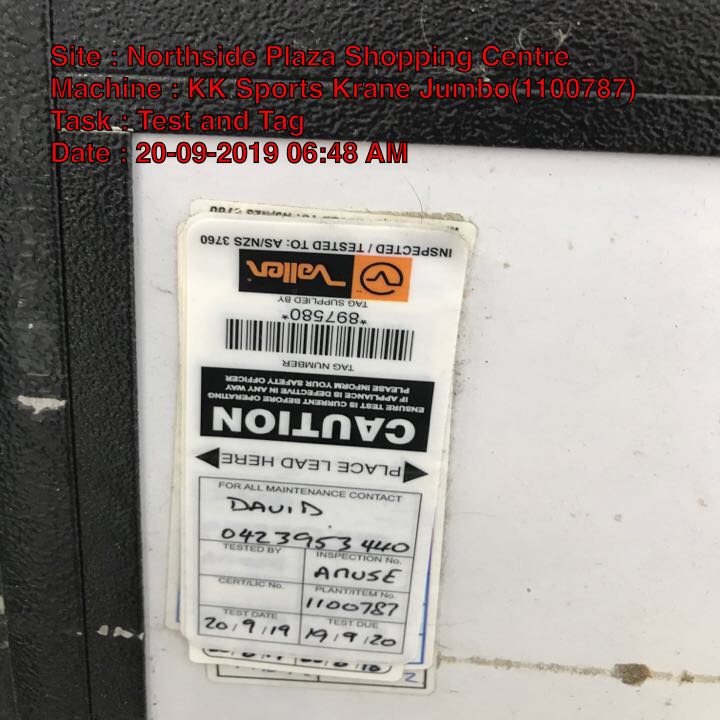 Site : Northside Plaza Shopping Centre
Machine : KK Sports Krane Jumbo(1100787)
Task : Test and Tag
Date : 20-09-2019 06:48 AM
INSPECTED / TESTED TO: AS/NZS 3760
Vallen
TAG SUPPLIED BY
*897580*
TAG NUMBER
ENSURE TEST IS CURRENT BEFORE OPERATING
IF APPLIANCE IS DEFECTIVE IN ANY WAY
PLEASE INFORM YOUR SAFETY OFFICER
CAUTION
PLACE LEAD HERE
FOR ALL MAINTENANCE CONTACT
DAVID
0423953440
TESTED BY
INSPECTION No.
AMUSE
CERT/LIC No.
PLANT/ITEM No.
1100787
TEST DATE
TEST DUE
20/9/19
19/9/20